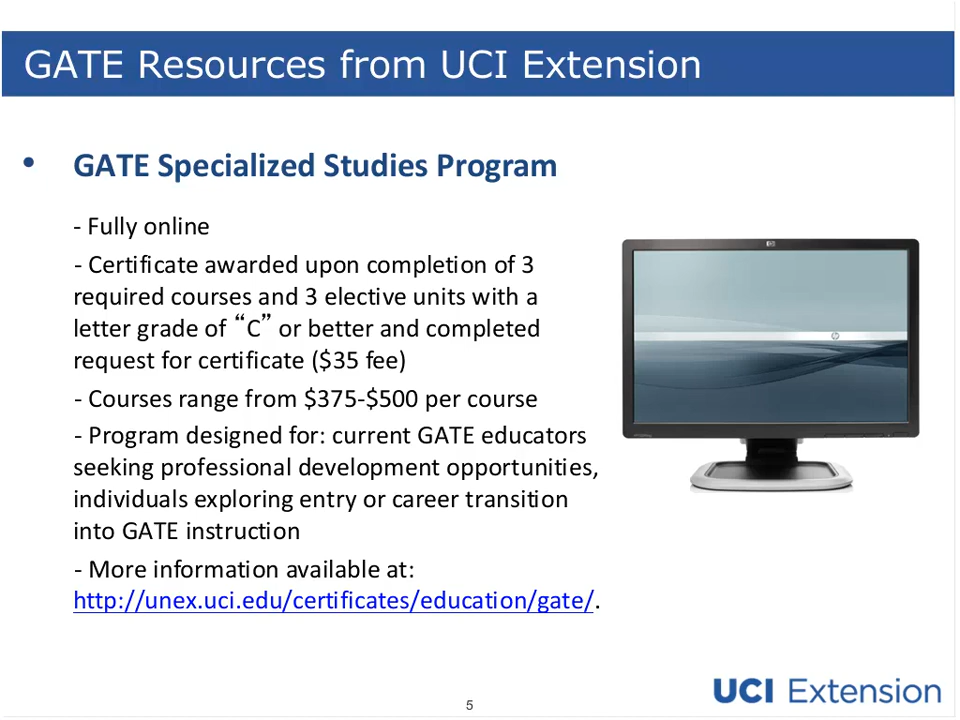 GATE Resources from UCI Extension
• GATE Specialized Studies Program
- Fully online
- Certificate awarded upon completion of 3
required courses and 3 elective units with a
letter grade of “C” or better and completed
request for certificate ($35 fee)
- Courses range from $375-$500 per course
- Program designed for: current GATE educators
seeking professional development opportunities,
individuals exploring entry or career transition
into GATE instruction
- More information available at:
http://unex.uci.edu/certificates/education/gate/.
hp
hp
UCI Extension
5